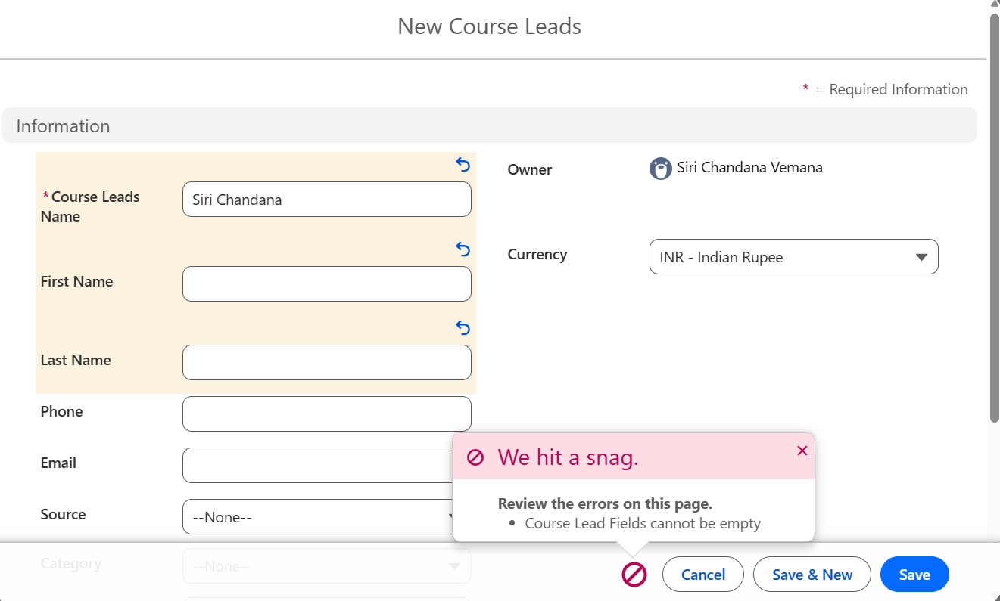 New Course Leads
* = Required Information
Information
*Course Leads Name
Siri Chandana
Owner
Siri Chandana Vemana
First Name
Currency
INR - Indian Rupee
Last Name
Phone
Email
Source
--None--
We hit a snag.
Review the errors on this page.
• Course Lead Fields cannot be empty
Category
--None--
Cancel
Save & New
Save